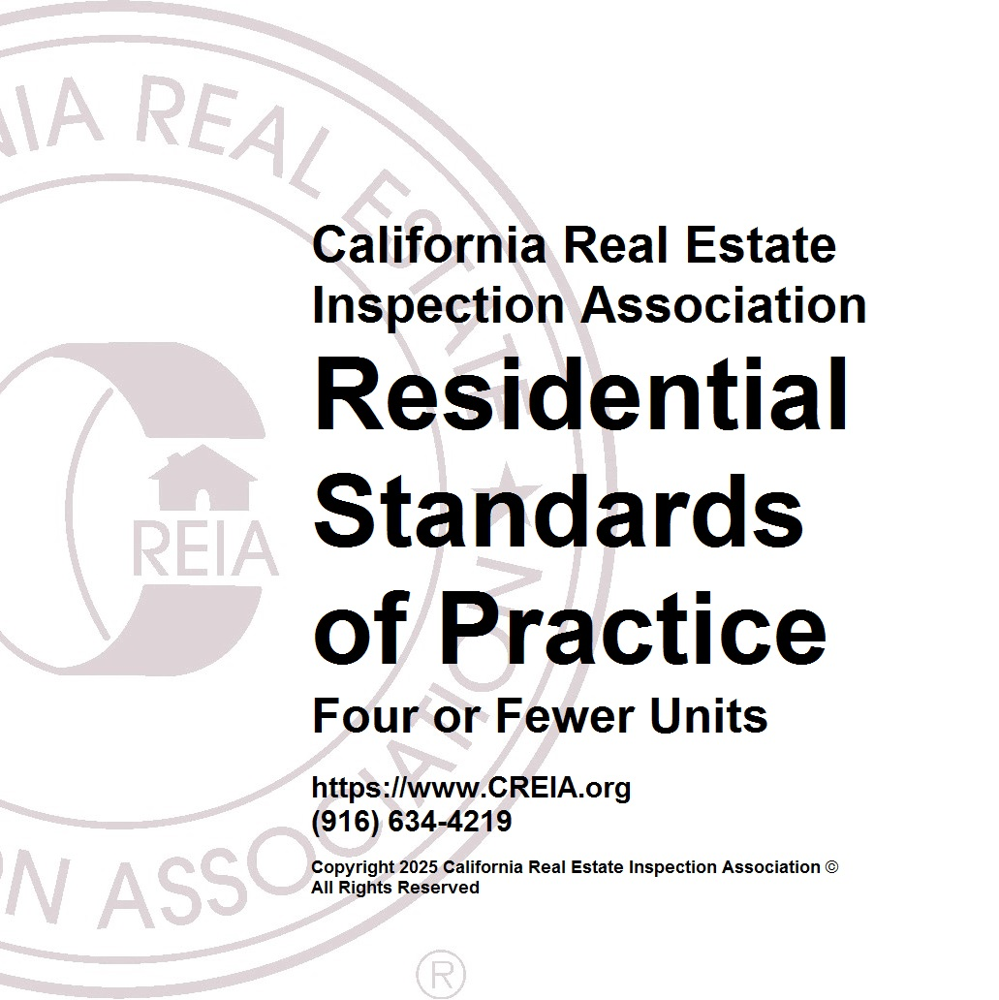 California Real Estate
Inspection Association
Residential
Standards
of Practice
Four or Fewer Units
https://www.CREIA.org
(916) 634-4219
Copyright 2025 California Real Estate Inspection Association ©
All Rights Reserved
NIA REAL ESTATE
★
ON ASSOCIATION
REIA
®